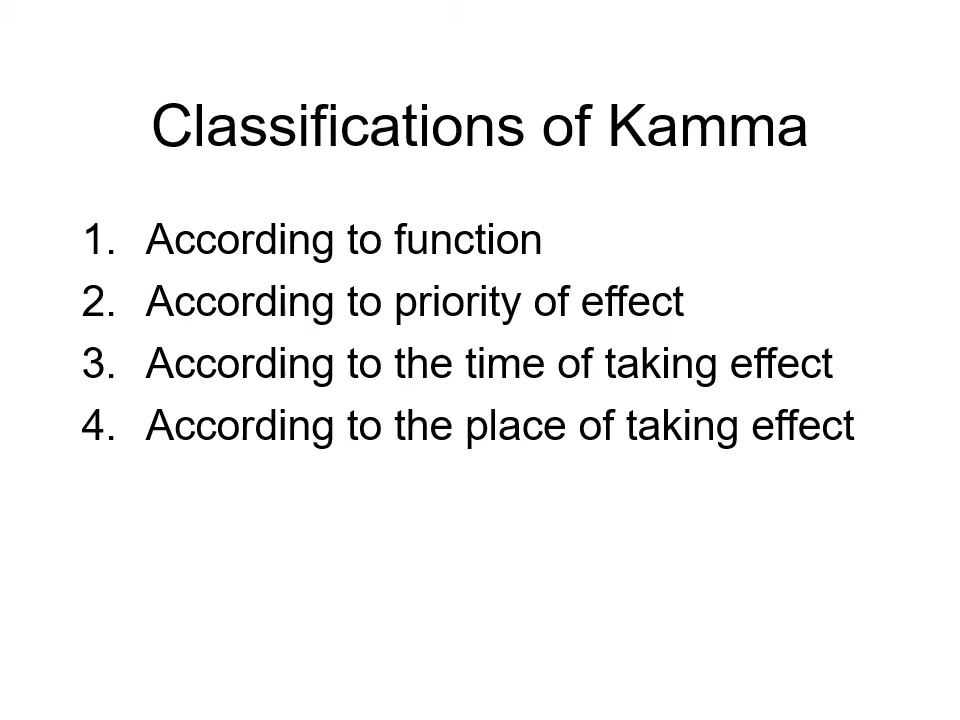 Classifications of Kamma
1. According to function
2. According to priority of effect
3. According to the time of taking effect
4. According to the place of taking effect